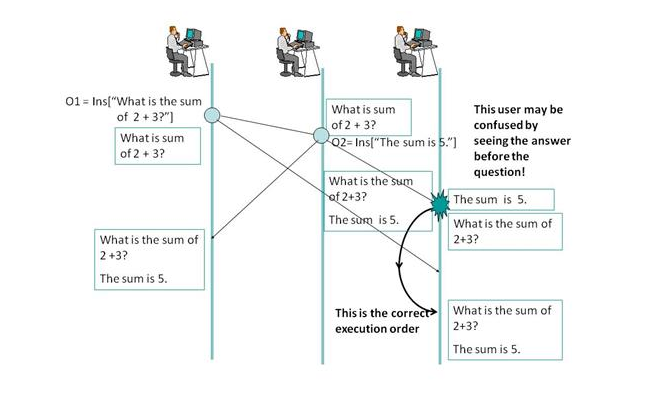 O1 = Ins["What is the sum
of 2 + 3?"]
What is sum
of 2 + 3?
What is the sum of
2 +3?
The sum is 5.
What is sum
of 2 + 3?
O2= Ins["The sum is 5."]
What is the sum
of 2+3?
The sum is 5.
This user may be
confused by
seeing the answer
before the
question!
The sum is 5.
What is the sum of
2+3?
This is the correct
execution order
What is the sum of
2+3?
The sum is 5.